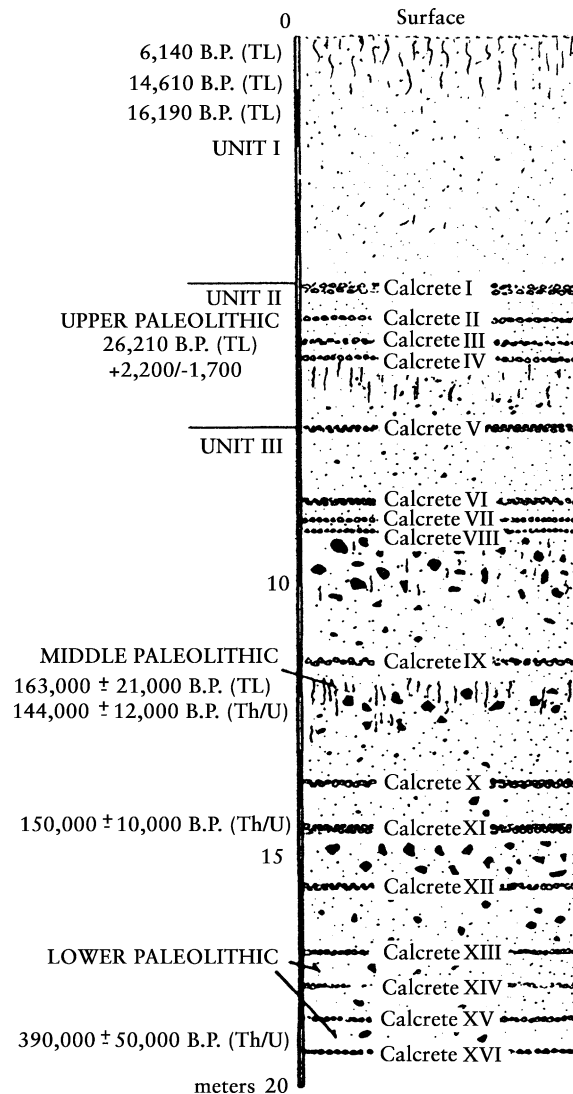 0 Surface
6,140 B.P. (TL)
14,610 B.P. (TL)
16,190 B.P. (TL)
UNIT I
Calcrete I
UNIT II
UPPER PALEOLITHIC Calcrete II
26,210 B.P. (TL) Calcrete III
+2,200/-1,700 Calcrete IV
Calcrete V
UNIT III
Calcrete VI
Calcrete VII
Calcrete VIII
10
MIDDLE PALEOLITHIC Calcrete IX
163,000 ± 21,000 B.P. (TL)
144,000 ± 12,000 B.P. (Th/U)
Calcrete X
150,000 ± 10,000 B.P. (Th/U) Calcrete XI
15
Calcrete XII
LOWER PALEOLITHIC Calcrete XIII
Calcrete XIV
Calcrete XV
390,000 ± 50,000 B.P. (Th/U)
Calcrete XVI
meters 20